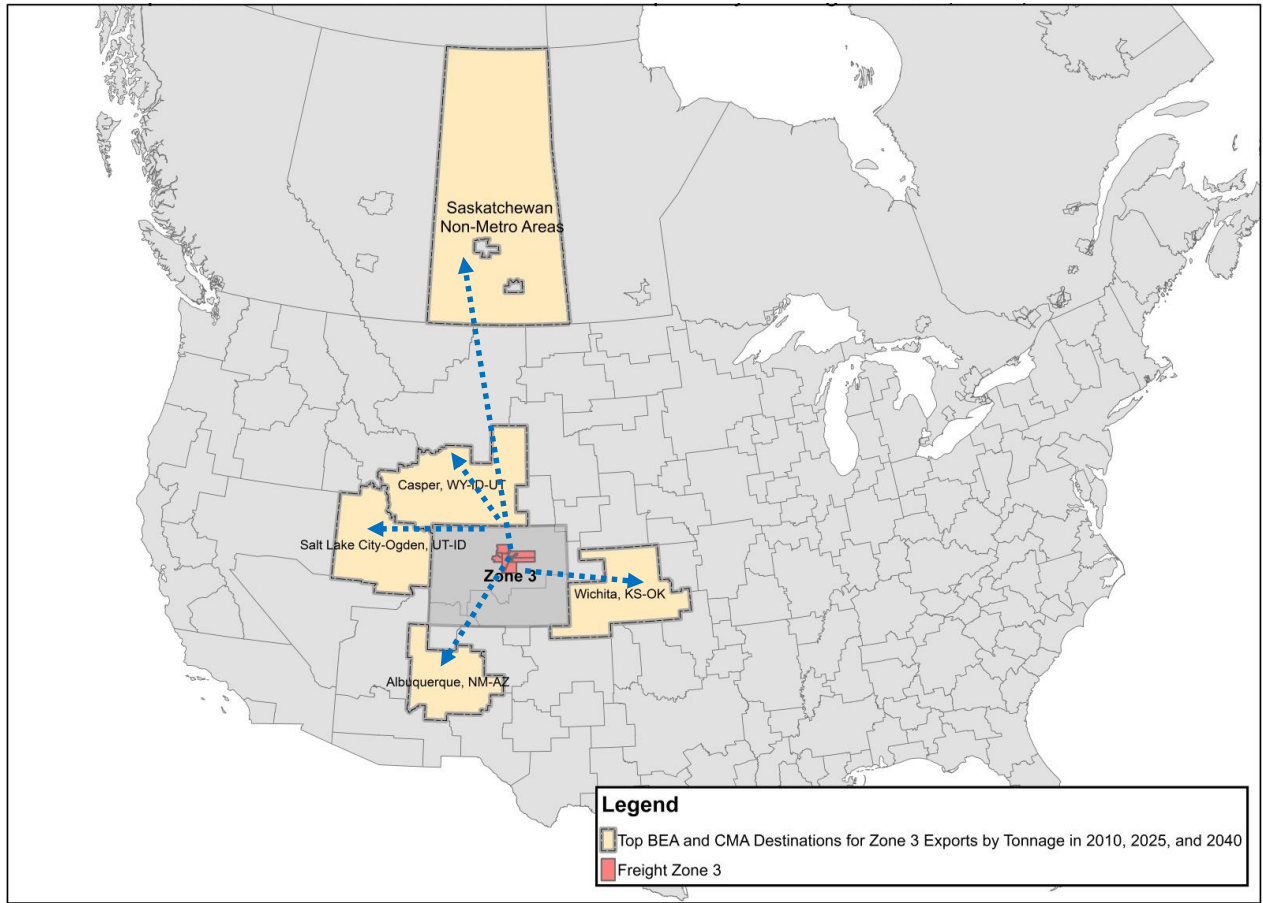 Saskatchewan
Non-Metro Areas
Casper, WY-ID-UT
Salt Lake City-Ogden, UT-ID
Zone 3
Wichita, KS-OK
Albuquerque, NM-AZ
Legend
Top BEA and CMA Destinations for Zone 3 Exports by Tonnage in 2010, 2025, and 2040
Freight Zone 3